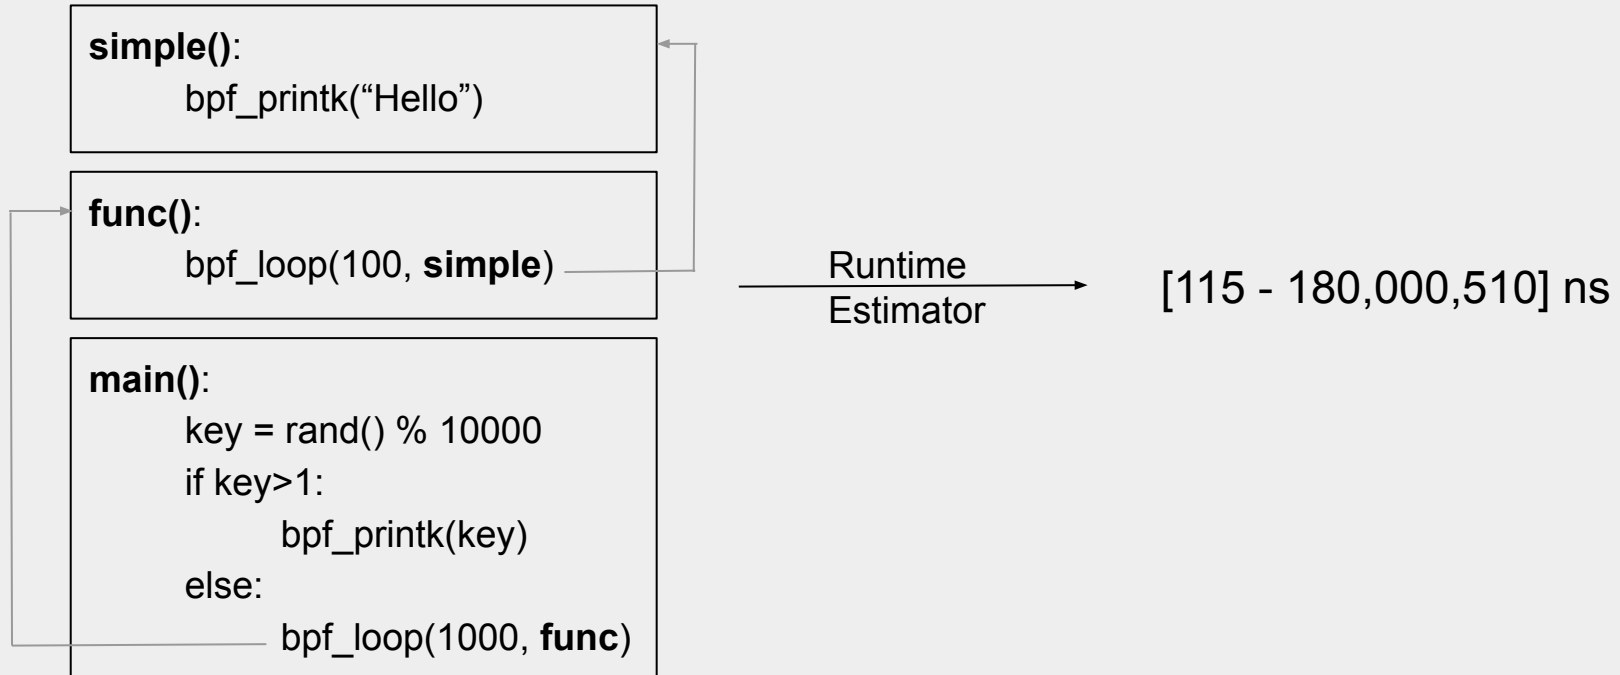 simple():
bpf_printk(“Hello”)
func():
bpf_loop(100, simple)
main():
key = rand() % 10000
if key>1:
bpf_printk(key)
else:
bpf_loop(1000, func)
Runtime
Estimator
[115 - 180,000,510] ns